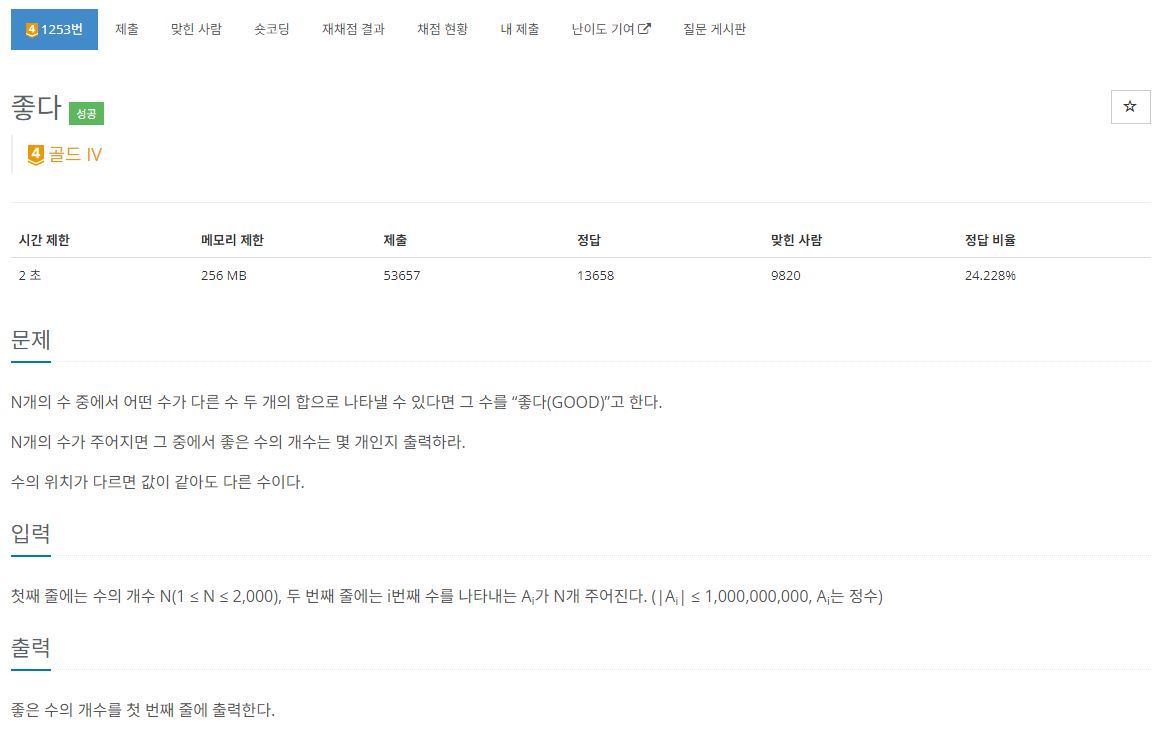 4 1253번 제출 맞힌 사람 숏코딩 재채점 결과 채점 현황 내 제출 난이도 기여 질문 게시판
좋다 성공
4 골드 IV
시간 제한 메모리 제한 제출 정답 맞힌 사람 정답 비율
2 초 256 MB 53657 13658 9820 24.228%
문제
N개의 수 중에서 어떤 수가 다른 수 두 개의 합으로 나타낼 수 있다면 그 수를 “좋다(GOOD)”고 한다.
N개의 수가 주어지면 그 중에서 좋은 수의 개수는 몇 개인지 출력하라.
수의 위치가 다르면 값이 같아도 다른 수이다.
입력
첫째 줄에는 수의 개수 N(1 ≤ N ≤ 2,000), 두 번째 줄에는 i번째 수를 나타내는 Aᵢ가 N개 주어진다. (|Aᵢ| ≤ 1,000,000,000, Aᵢ는 정수)
출력
좋은 수의 개수를 첫 번째 줄에 출력한다.